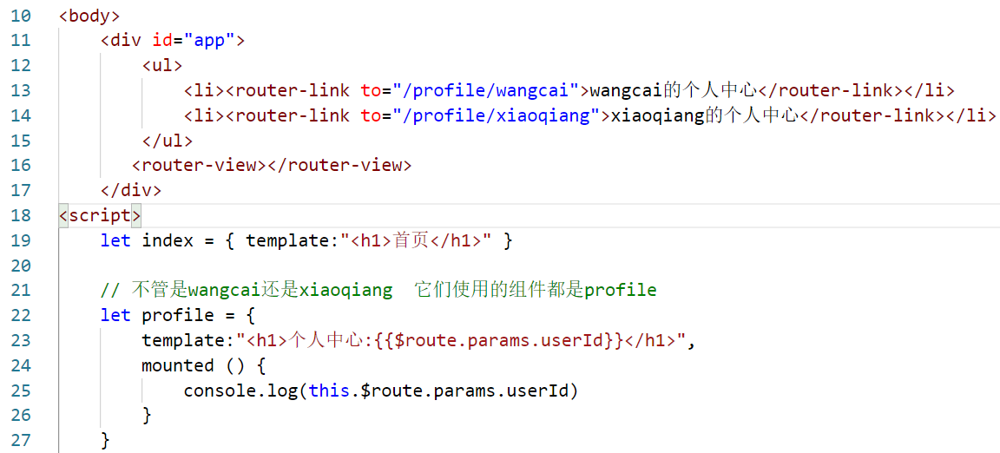 10 <body>
11     <div id="app">
12         <ul>
13             <li><router-link to="/profile/wangcai">wangcai的个人中心</router-link></li>
14             <li><router-link to="/profile/xiaoqiang">xiaoqiang的个人中心</router-link></li>
15         </ul>
16        <router-view></router-view>
17     </div>
18 <script>
19     let index = { template:"<h1>首页</h1>" }
20
21     // 不管是wangcai还是xiaoqiang  它们使用的组件都是profile
22     let profile = {
23         template:"<h1>个人中心:{{$route.params.userId}}</h1>",
24         mounted () {
25             console.log(this.$route.params.userId)
26         }
27     }